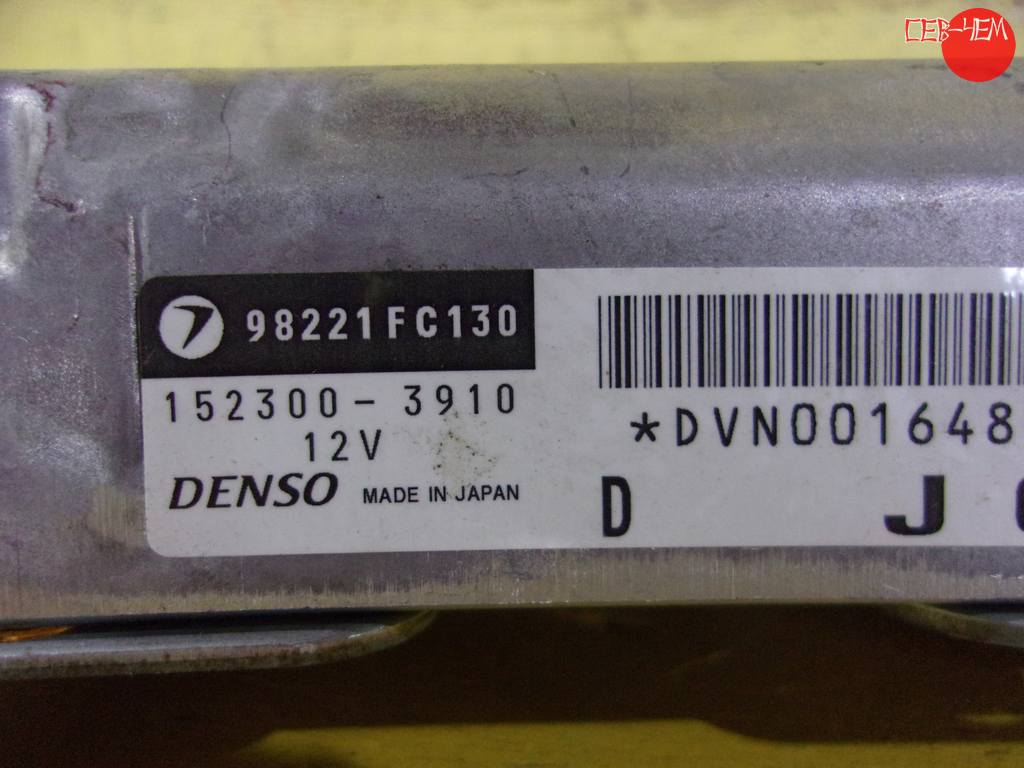 СЕВ-ЧЕМ
98221FC130
152300-3910
12V
DENSO MADE IN JAPAN
*DVN001648
D J